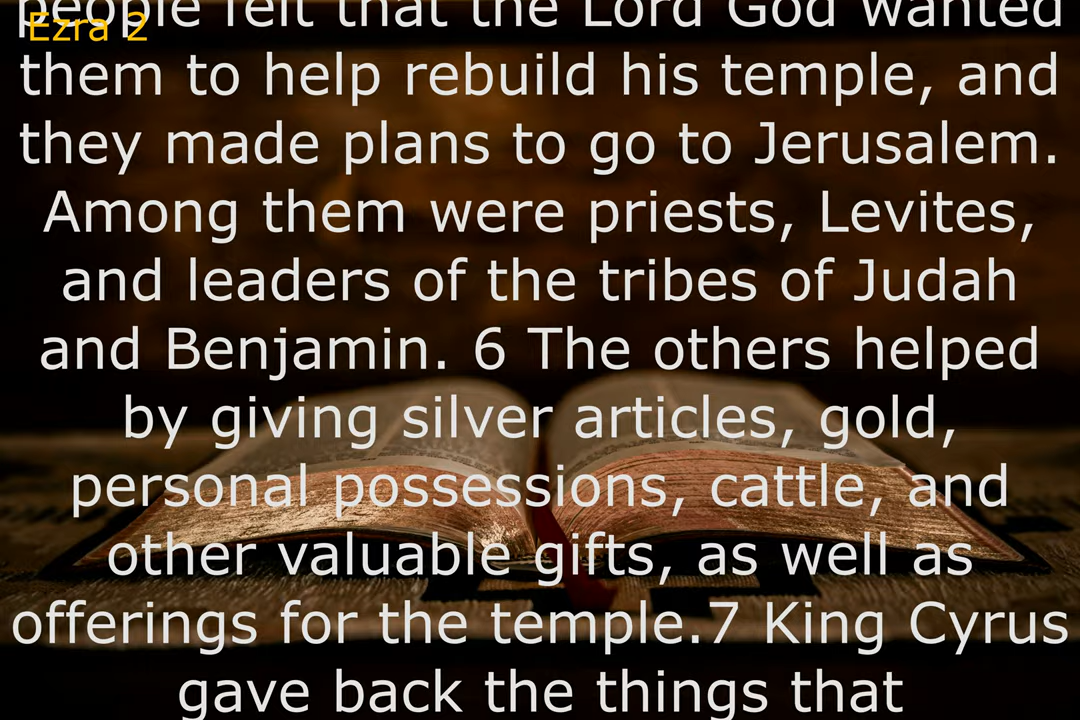 people felt that the Lord God wanted
Ezra 2
them to help rebuild his temple, and
they made plans to go to Jerusalem.
Among them were priests, Levites,
and leaders of the tribes of Judah
and Benjamin. 6 The others helped
by giving silver articles, gold,
personal possessions, cattle, and
other valuable gifts, as well as
offerings for the temple.7 King Cyrus
gave back the things that